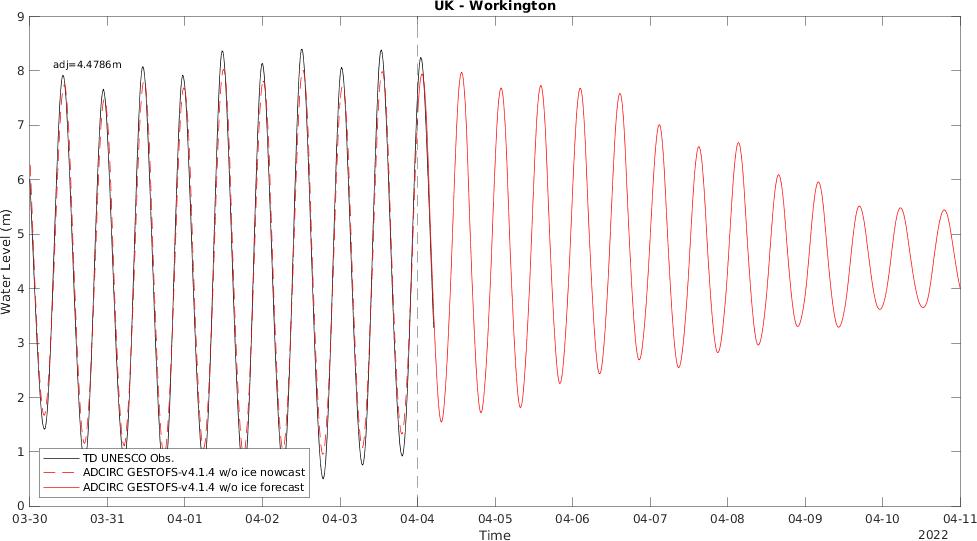 UK - Workington
9
8
7
6
5
4
3
2
1
0
Water Level (m)
adj=4.4786m
TD UNESCO Obs.
ADCIRC GESTOFS-v4.1.4 w/o ice nowcast
ADCIRC GESTOFS-v4.1.4 w/o ice forecast
03-30 03-31 04-01 04-02 04-03 04-04 04-05 04-06 04-07 04-08 04-09 04-10 04-11
Time
2022